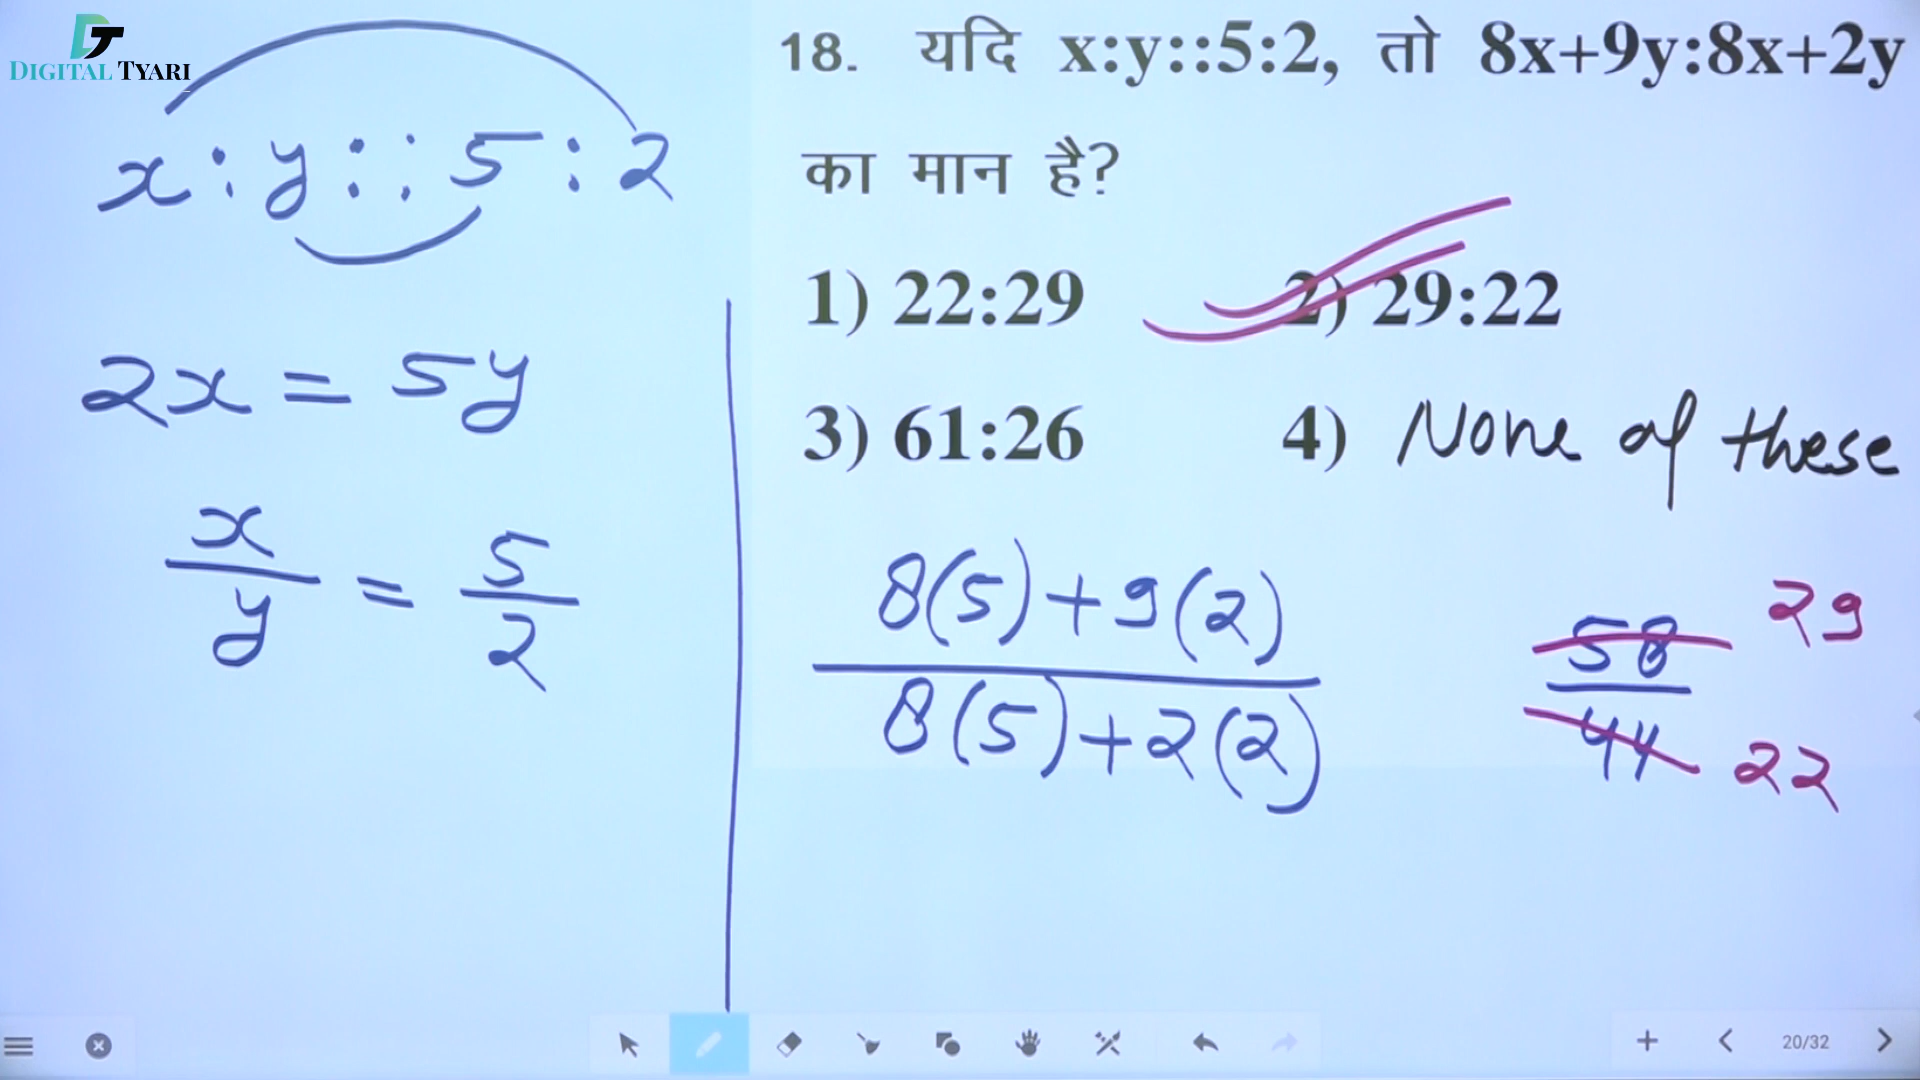 DIGITAL TYARI
x : y : : 5 : 2
2x = 5y
x/y = 5/2
18. यदि x:y::5:2, तो 8x+9y:8x+2y
का मान है?
1) 22:29 2) 29:22
3) 61:26 4) None of these
8(5)+9(2) / 8(5)+2(2)
58 29
44 22
20/32